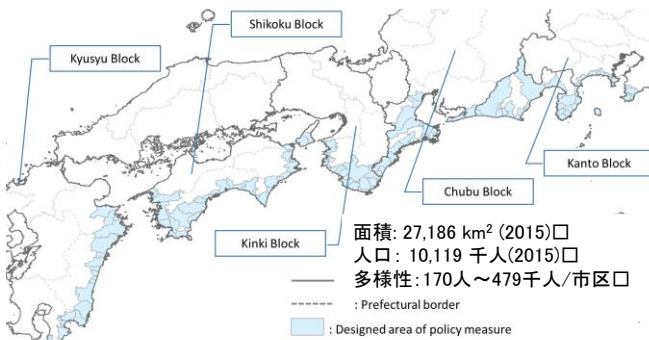 Shikoku Block
Kyusyu Block
Kanto Block
Chubu Block
Kinki Block
面積: 27,186 km² (2015)□
人口: 10,119 千人(2015)□
多様性:170人~479千人/市区□
: Prefectural border
: Designed area of policy measure